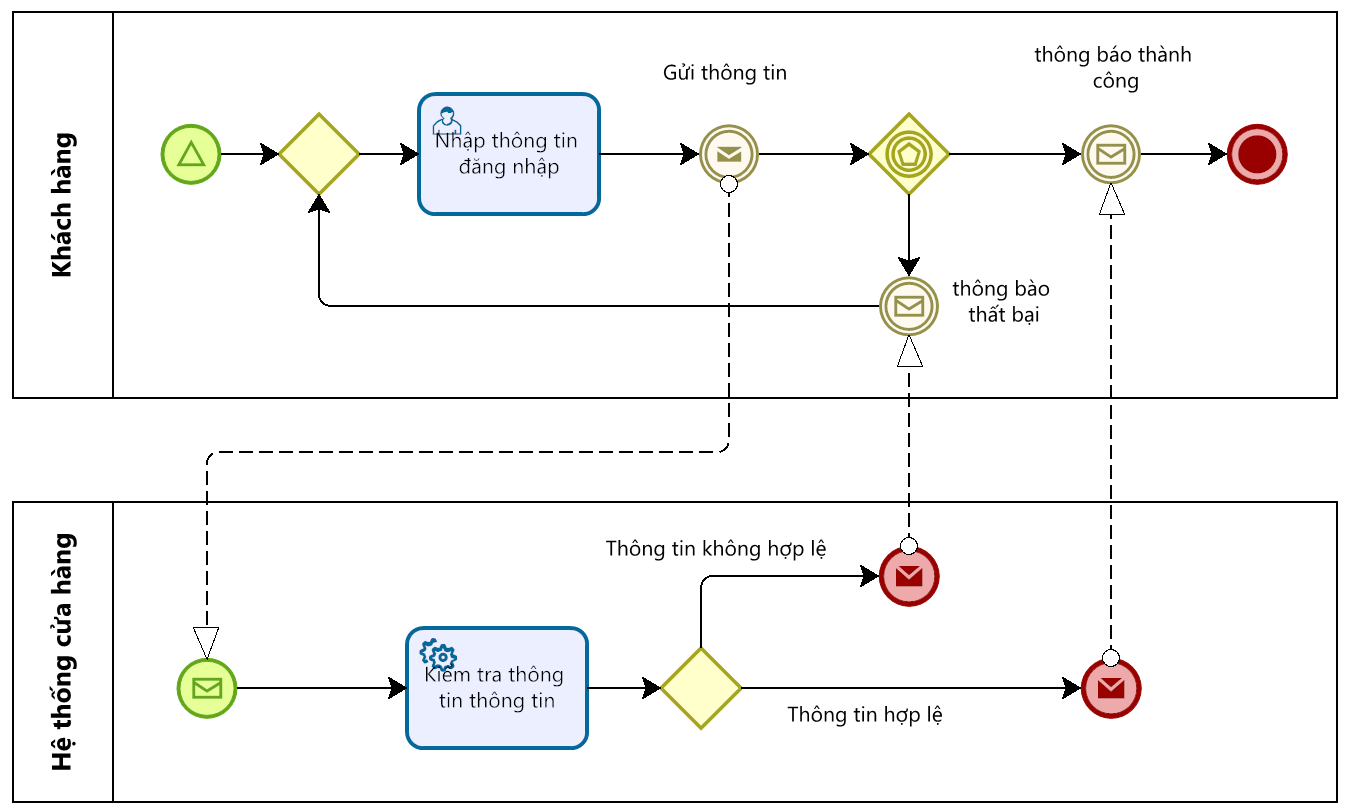 Khách hàng
Gửi thông tin
thông báo thành
công
Nhập thông tin
đăng nhập
thông bào
thất bại
Hệ thống cửa hàng
Thông tin không hợp lệ
Kiểm tra thông
tin thông tin
Thông tin hợp lệ